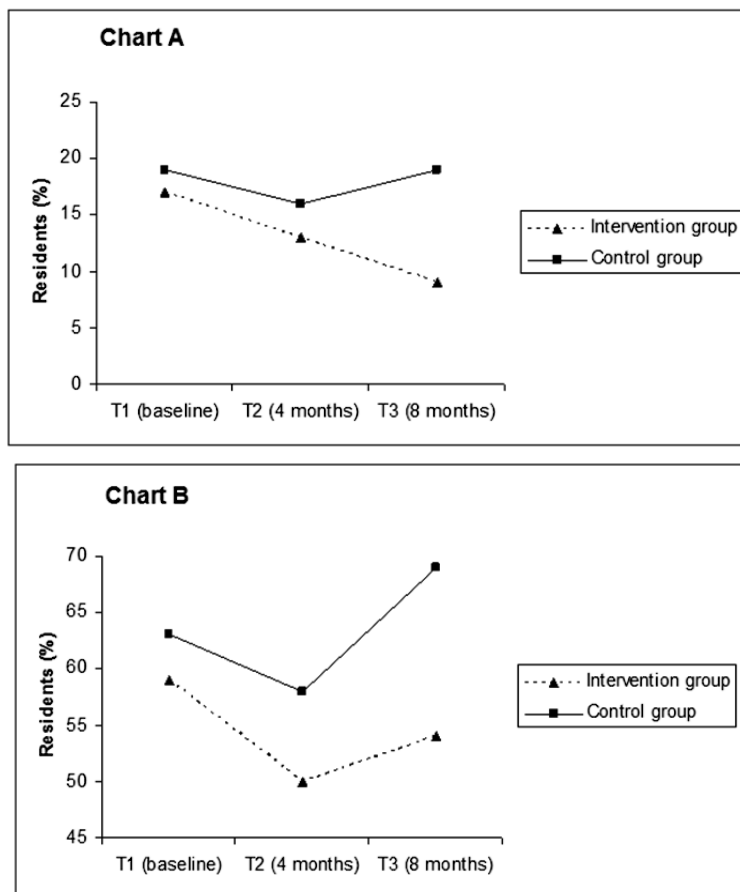 Chart A
25
20
15
10
5
0
Residents (%)
T1 (baseline) T2 (4 months) T3 (8 months)
Intervention group
Control group
Chart B
70
65
60
55
50
45
Residents (%)
T1 (baseline) T2 (4 months) T3 (8 months)
Intervention group
Control group